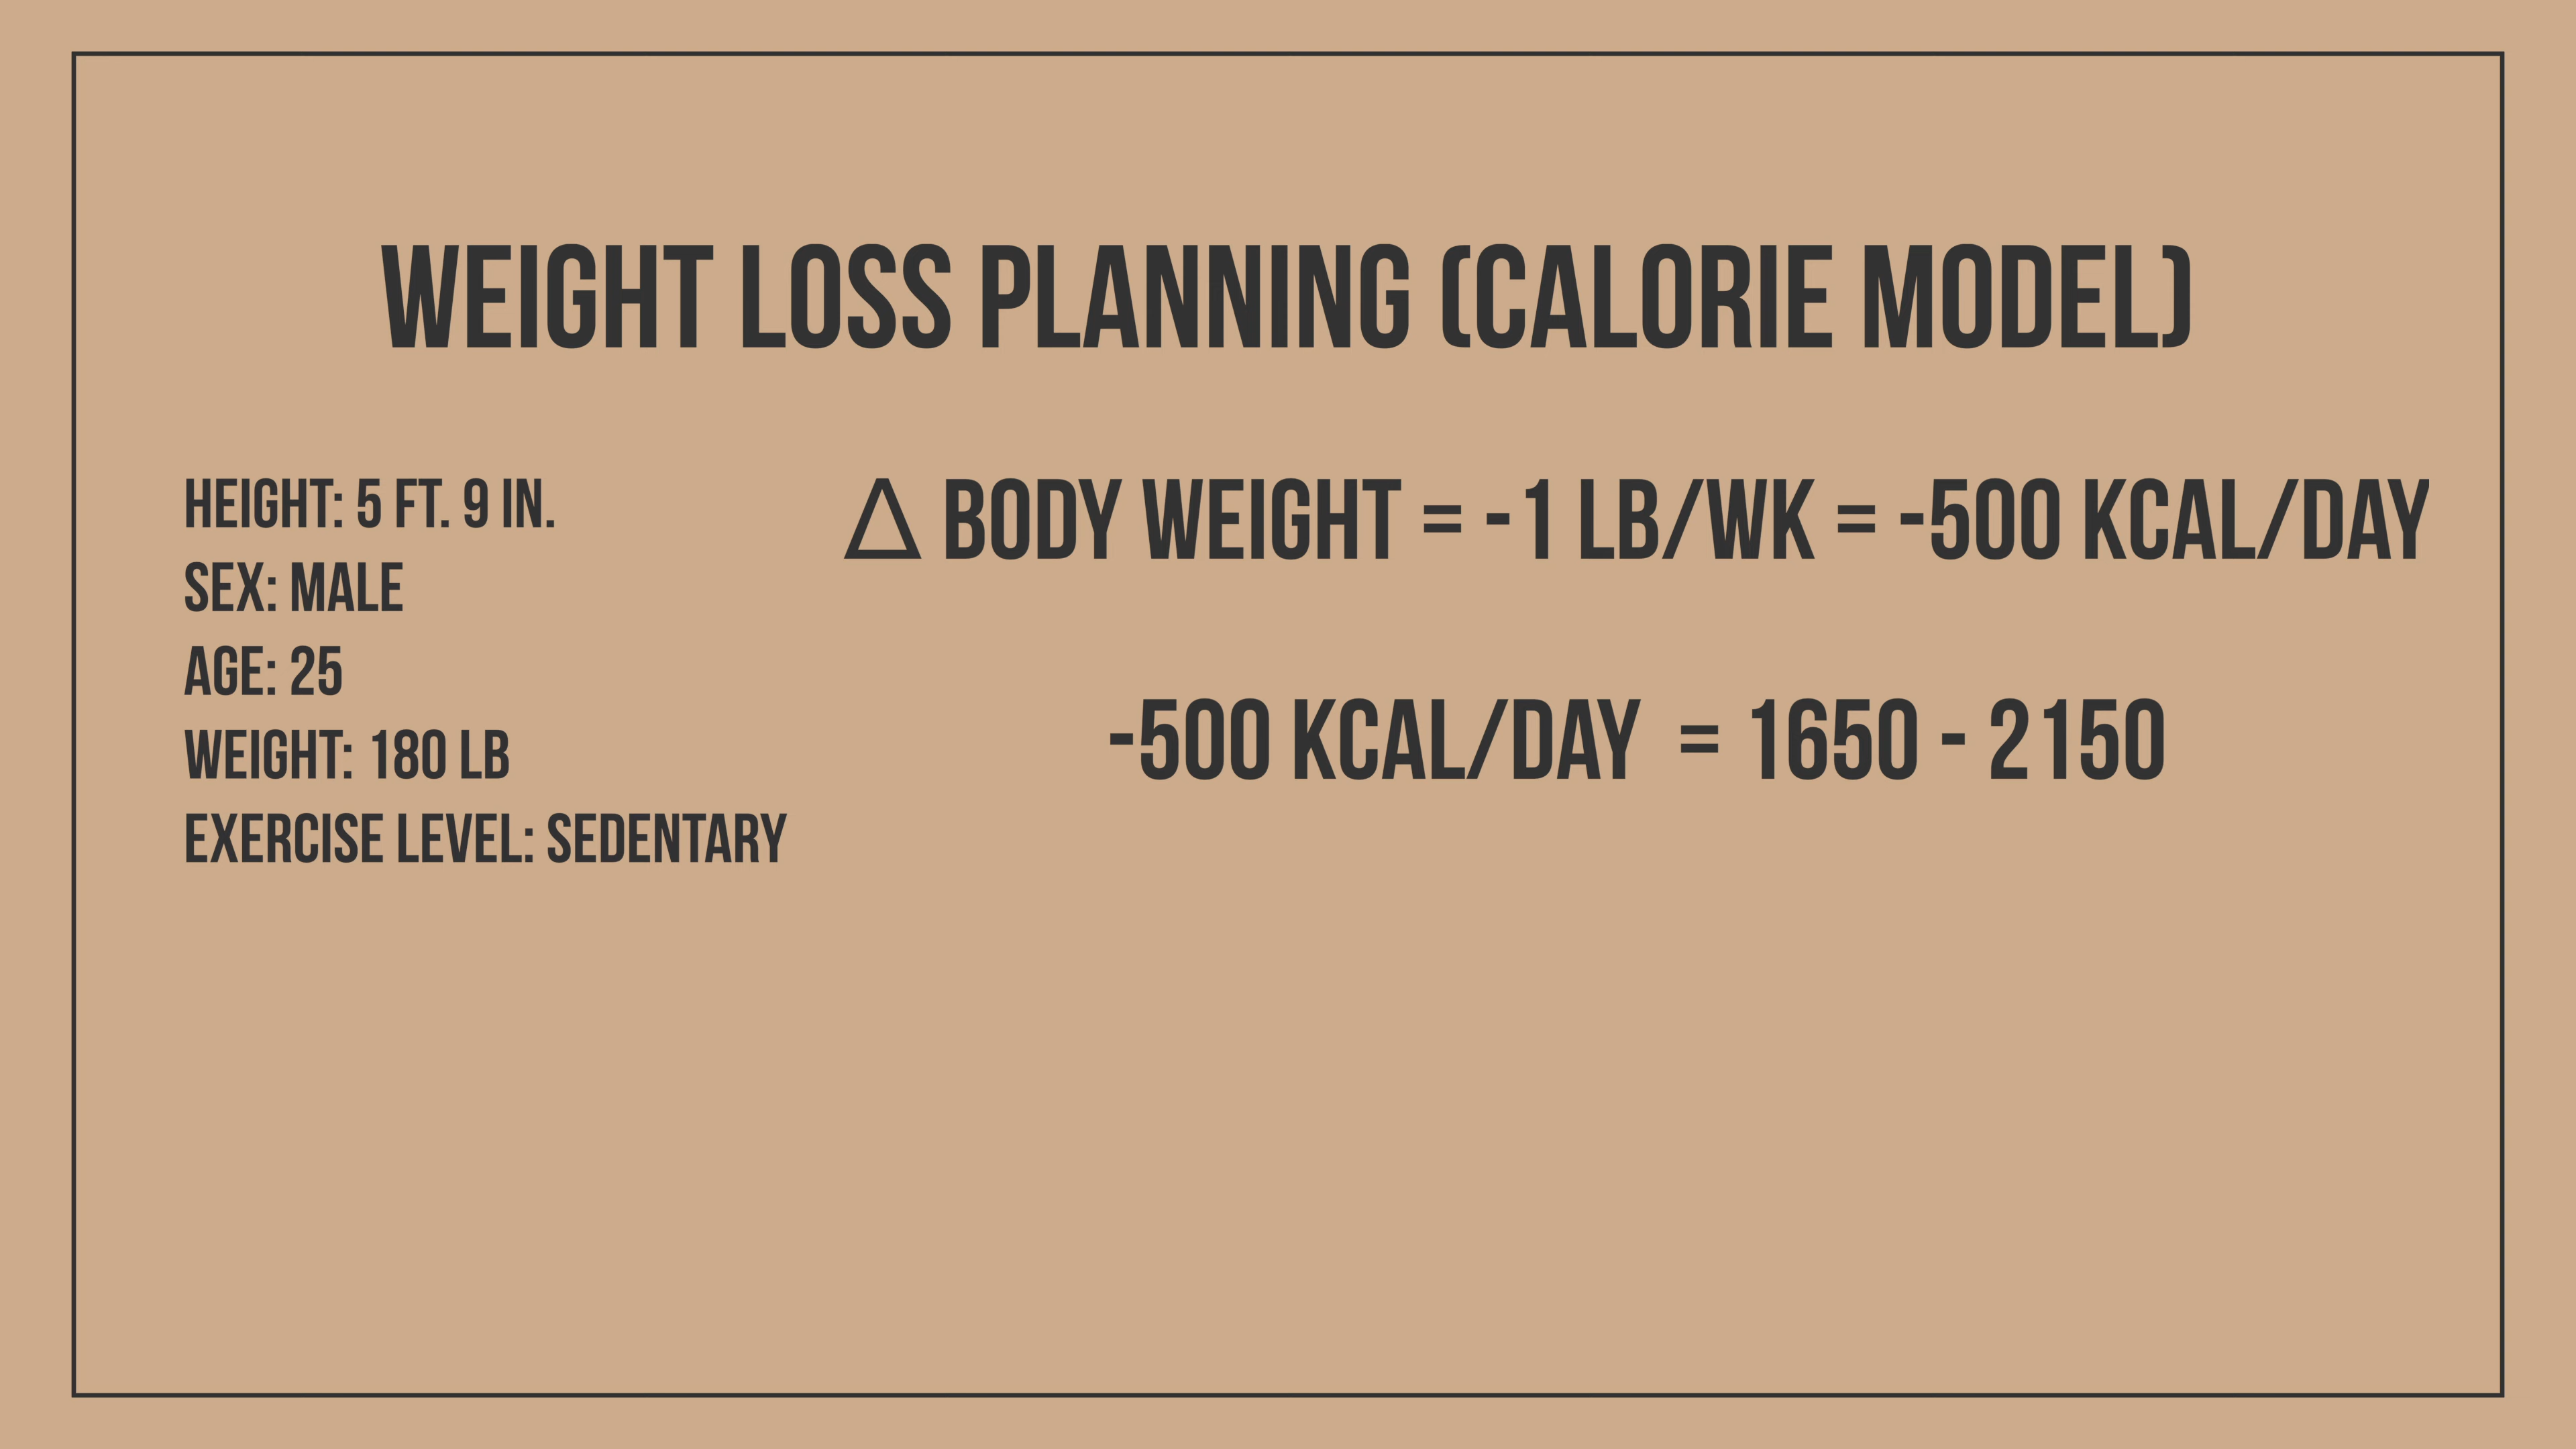 WEIGHT LOSS PLANNING (CALORIE MODEL)
HEIGHT: 5 FT. 9 IN.
SEX: MALE
AGE: 25
WEIGHT: 180 LB
EXERCISE LEVEL: SEDENTARY
Δ BODY WEIGHT = -1 LB/WK = -500 KCAL/DAY
-500 KCAL/DAY = 1650 - 2150